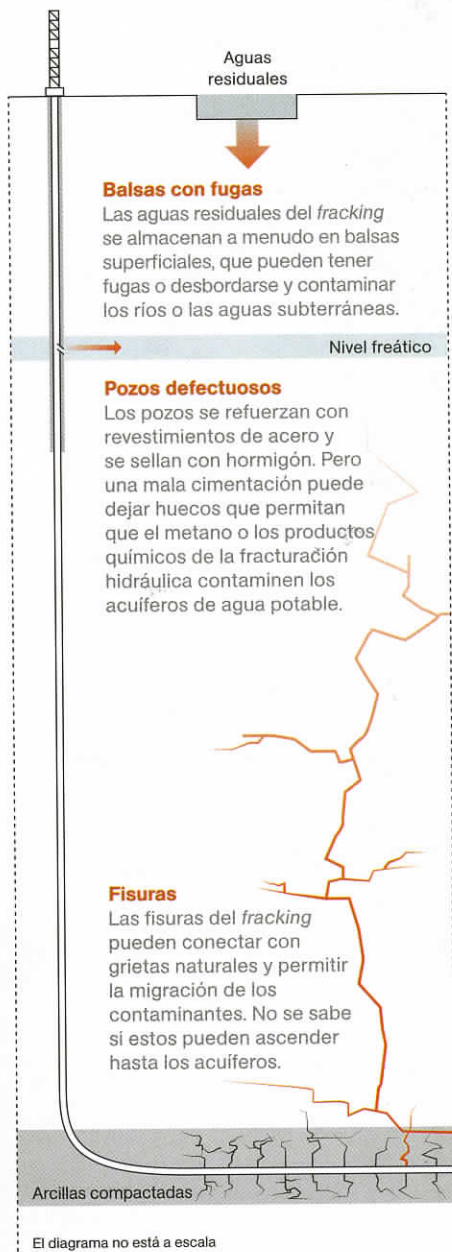 Aguas
residuales
Balsas con fugas
Las aguas residuales del fracking
se almacenan a menudo en balsas
superficiales, que pueden tener
fugas o desbordarse y contaminar
los ríos o las aguas subterráneas.
Nivel freático
Pozos defectuosos
Los pozos se refuerzan con
revestimientos de acero y
se sellan con hormigón. Pero
una mala cimentación puede
dejar huecos que permitan
que el metano o los productos
químicos de la fracturación
hidráulica contaminen los
acuíferos de agua potable.
Fisuras
Las fisuras del fracking
pueden conectar con
grietas naturales y permitir
la migración de los
contaminantes. No se sabe
si estos pueden ascender
hasta los acuíferos.
Arcillas compactadas
El diagrama no está a escala